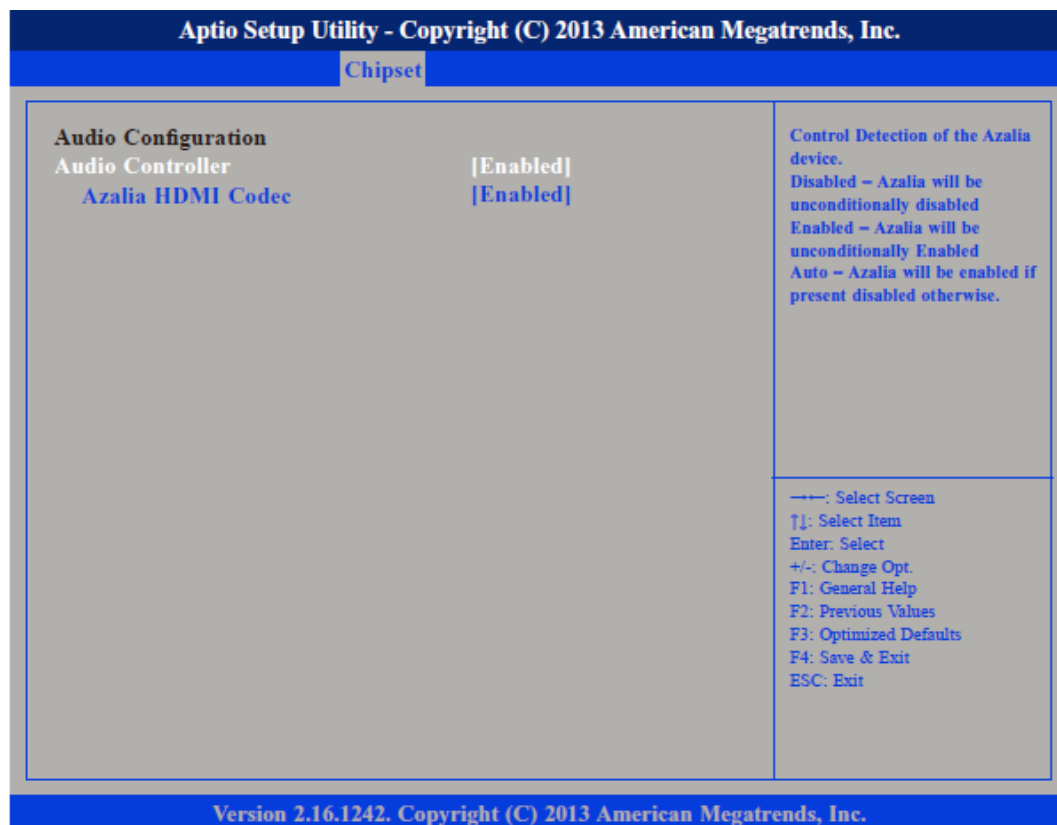 Aptio Setup Utility - Copyright (C) 2013 American Megatrends, Inc.
Chipset
Audio Configuration
Audio Controller [Enabled]
Azalia HDMI Codec [Enabled]
Control Detection of the Azalia
device.
Disabled – Azalia will be
unconditionally disabled
Enabled – Azalia will be
unconditionally Enabled
Auto – Azalia will be enabled if
present disabled otherwise.
→←: Select Screen
↑↓: Select Item
Enter: Select
+/-: Change Opt.
F1: General Help
F2: Previous Values
F3: Optimized Defaults
F4: Save & Exit
ESC: Exit
Version 2.16.1242. Copyright (C) 2013 American Megatrends, Inc.